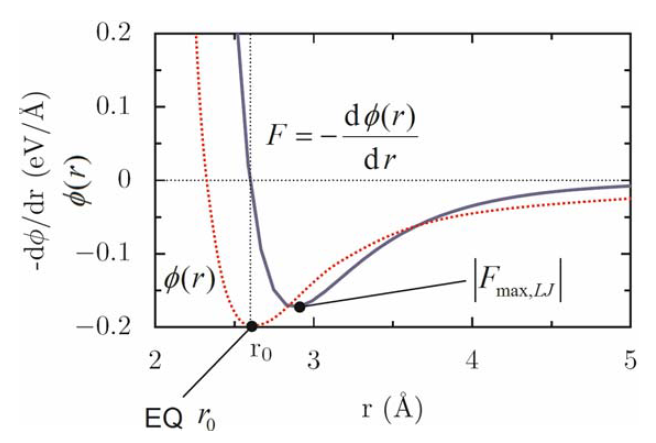 0.2
0.1
0
−0.1
−0.2
-dϕ/dr (eV/Å)
ϕ(r)
F = − dϕ(r) / dr
ϕ(r)
|F_max,LJ|
r₀
2 3 4 5
EQ r₀
r (Å)